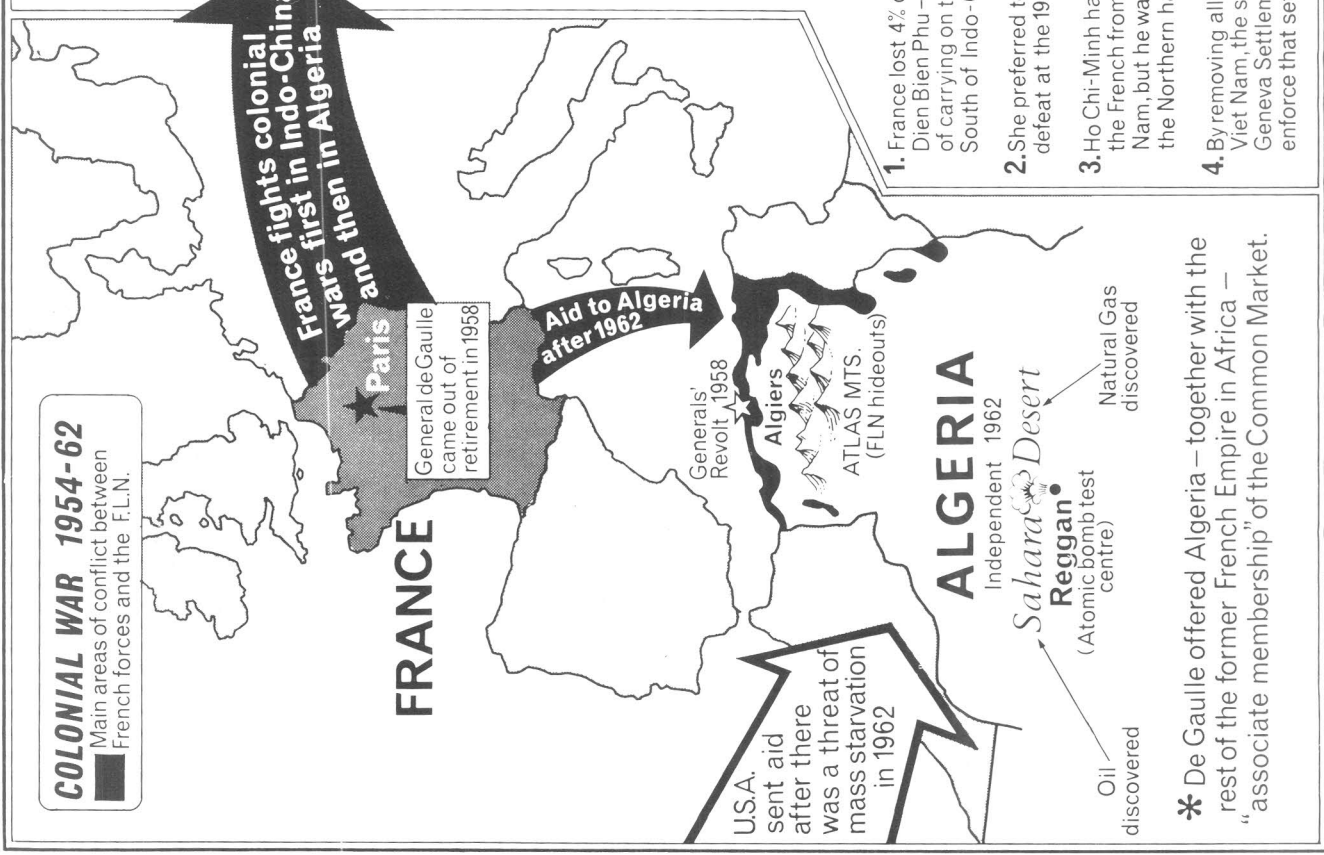 COLONIAL WAR 1954-62
Main areas of conflict between
French forces and the F.L.N.
France fights colonial
wars first in Indo-China
and then in Algeria
FRANCE
Paris
General de Gaulle
came out of
retirement in 1958
Aid to Algeria
after 1962
Generals'
Revolt 1958
Algiers
ATLAS MTS.
(FLN hideouts)
U.S.A.
sent aid
after there
was a threat of
mass starvation
in 1962
ALGERIA
Independent 1962
Sahara Desert
Reggan
(Atomic bomb test
centre)
Oil
discovered
Natural Gas
discovered
* De Gaulle offered Algeria – together with the
rest of the former French Empire in Africa –
"associate membership" of the Common Market.
1. France lost 4%
Dien Bien Phu –
of carrying on
South of Indo-
2. She preferred
defeat at the 19
3. Ho Chi-Minh
the French from
Nam, but he
the Northern
4. By removing all
Viet Nam, the
Geneva
enforce that